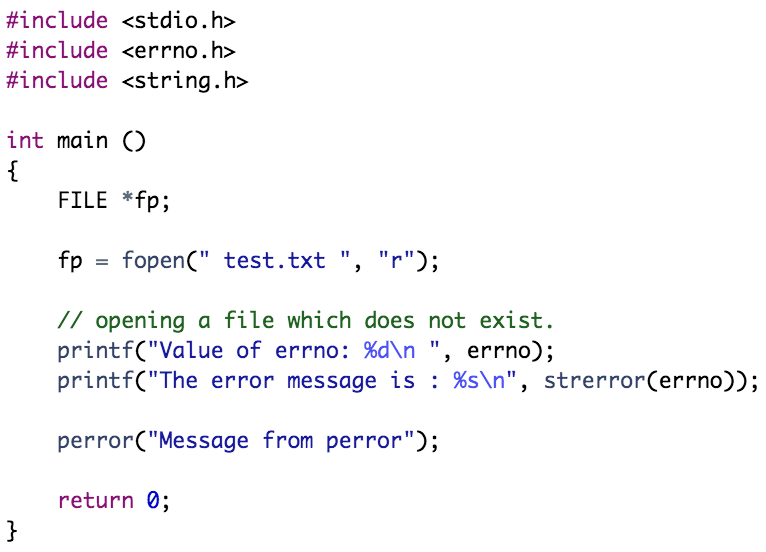 #include <stdio.h>
#include <errno.h>
#include <string.h>

int main ()
{
    FILE *fp;

    fp = fopen(" test.txt ", "r");

    // opening a file which does not exist.
    printf("Value of errno: %d\n ", errno);
    printf("The error message is : %s\n", strerror(errno));

    perror("Message from perror");

    return 0;
}